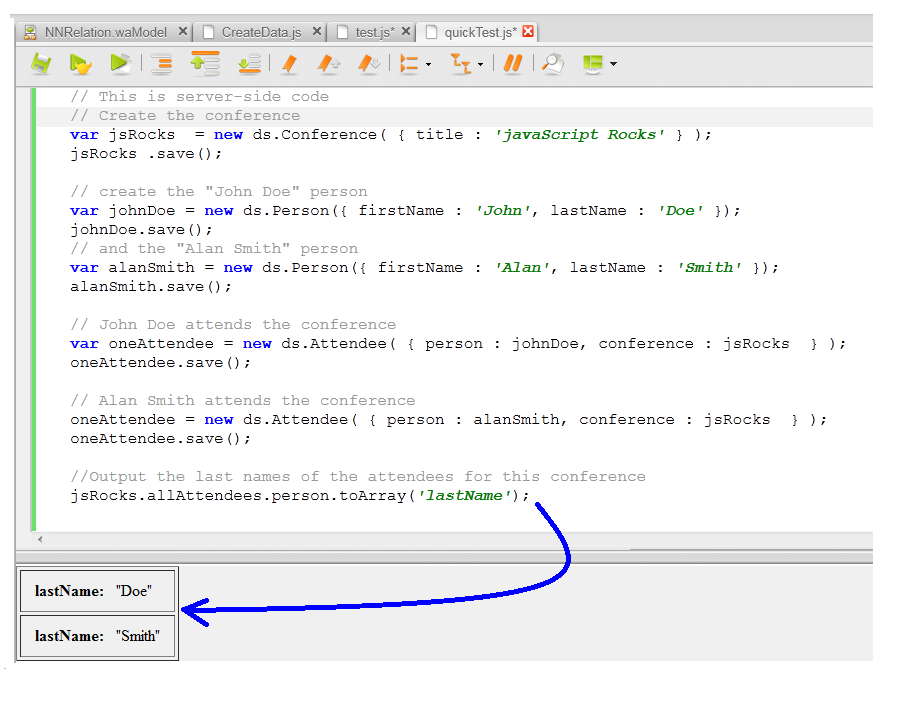 NNRelation.waModel CreateData.js test.js* quickTest.js*
// This is server-side code
// Create the conference
var jsRocks  = new ds.Conference( { title : 'javaScript Rocks' } );
jsRocks .save();
// create the "John Doe" person
var johnDoe = new ds.Person({ firstName : 'John', lastName : 'Doe' });
johnDoe.save();
// and the "Alan Smith" person
var alanSmith = new ds.Person({ firstName : 'Alan', lastName : 'Smith' });
alanSmith.save();
// John Doe attends the conference
var oneAttendee = new ds.Attendee( { person : johnDoe, conference : jsRocks  } );
oneAttendee.save();
// Alan Smith attends the conference
oneAttendee = new ds.Attendee( { person : alanSmith, conference : jsRocks  } );
oneAttendee.save();
//Output the last names of the attendees for this conference
jsRocks.allAttendees.person.toArray('lastName');
lastName: "Doe"
lastName: "Smith"